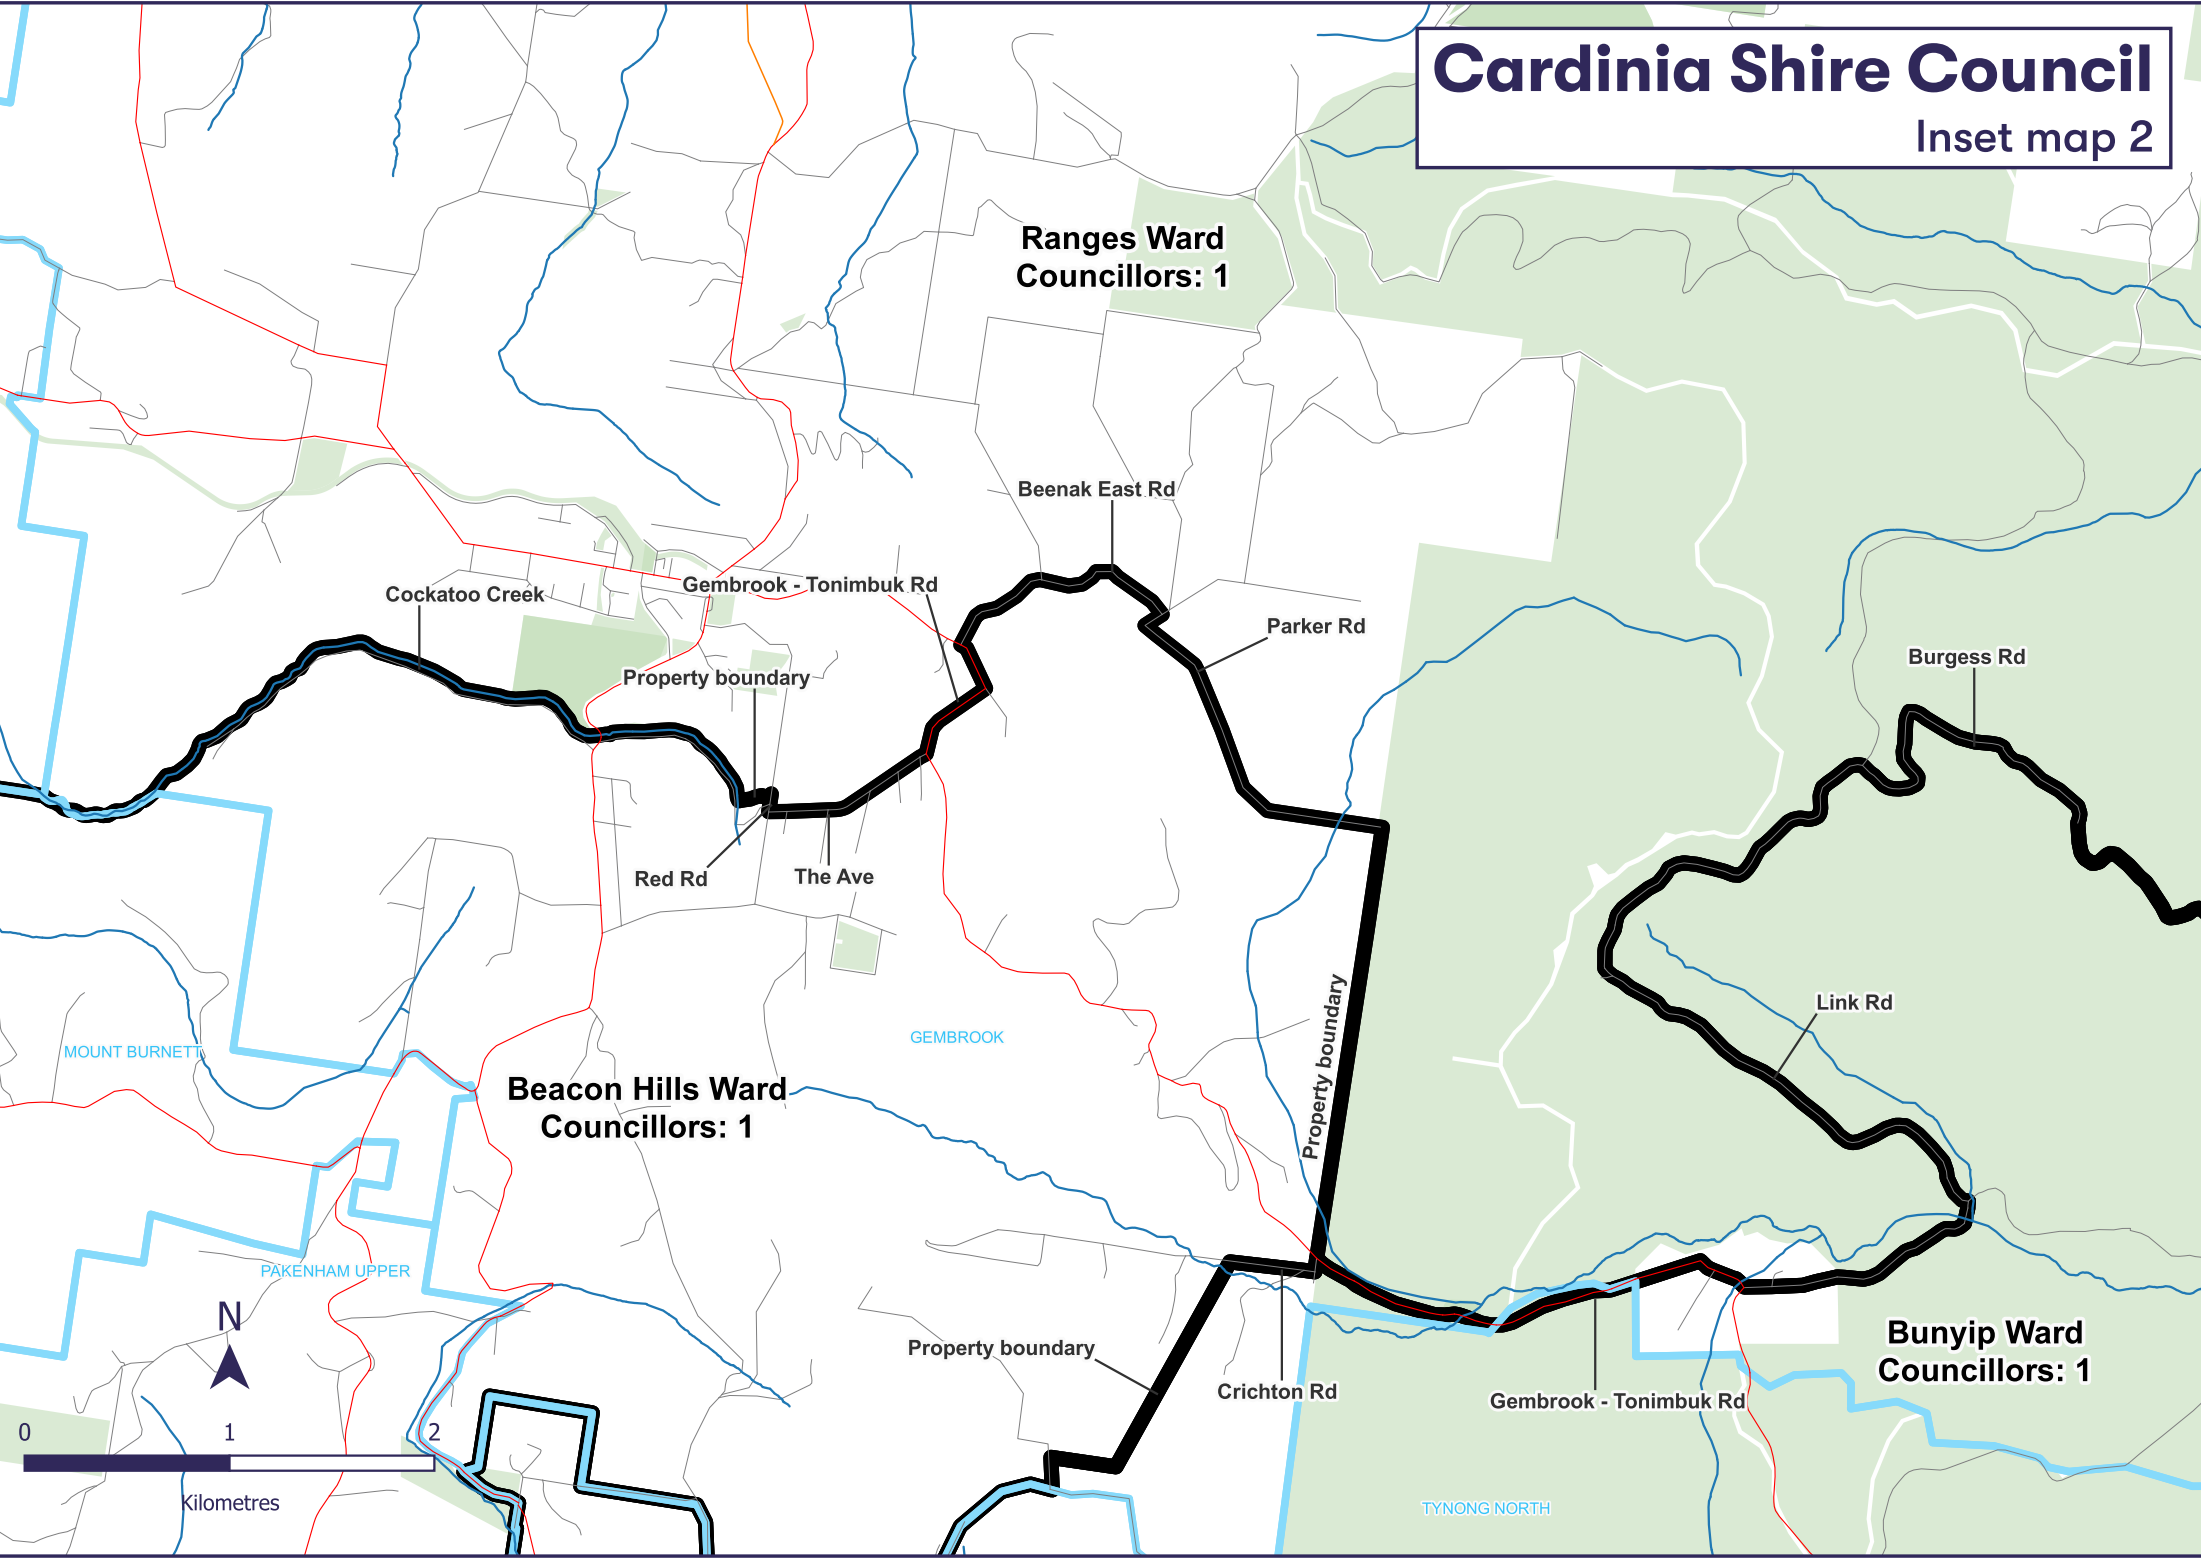 Cardinia Shire Council
Inset map 2
Ranges Ward
Councillors: 1
Beenak East Rd
Gembrook - Tonimbuk Rd
Cockatoo Creek
Parker Rd
Burgess Rd
Property boundary
Red Rd
The Ave
Property boundary
Link Rd
GEMBROOK
MOUNT BURNETT
Beacon Hills Ward
Councillors: 1
PAKENHAM UPPER
N
Property boundary
Crichton Rd
Gembrook - Tonimbuk Rd
Bunyip Ward
Councillors: 1
0 1 2
Kilometres
TYNONG NORTH